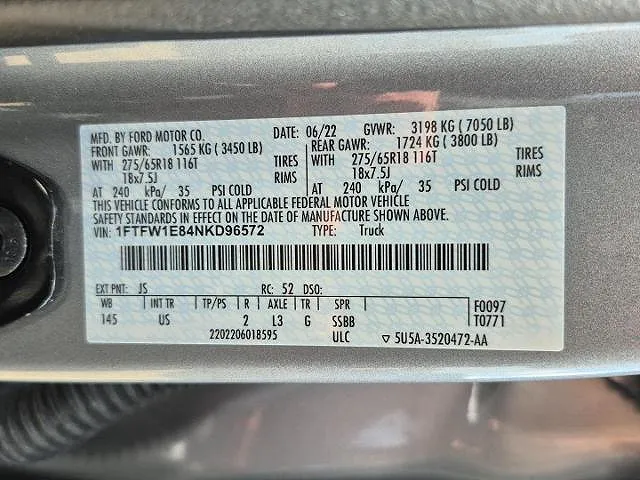 MFD. BY FORD MOTOR CO. DATE: 06/22 GVWR: 3198 KG ( 7050 LB)
FRONT GAWR: 1565 KG ( 3450 LB) REAR GAWR: 1724 KG ( 3800 LB)
WITH 275/65R18 116T TIRES WITH 275/65R18 116T TIRES
18x7.5J RIMS 18x7.5J RIMS
AT 240 kPa/ 35 PSI COLD AT 240 kPa/ 35 PSI COLD
THIS VEHICLE CONFORMS TO ALL APPLICABLE FEDERAL MOTOR VEHICLE
SAFETY STANDARDS IN EFFECT ON THE DATE OF MANUFACTURE SHOWN ABOVE.
VIN: 1FTFW1E84NKD96572 TYPE: Truck
EXT PNT: JS RC: 52 DSO:
WB INT TR TP/PS R AXLE TR SPR F0097
145 US 2 L3 G SSBB T0771
2202206018595 ULC 5U5A-3520472-AA